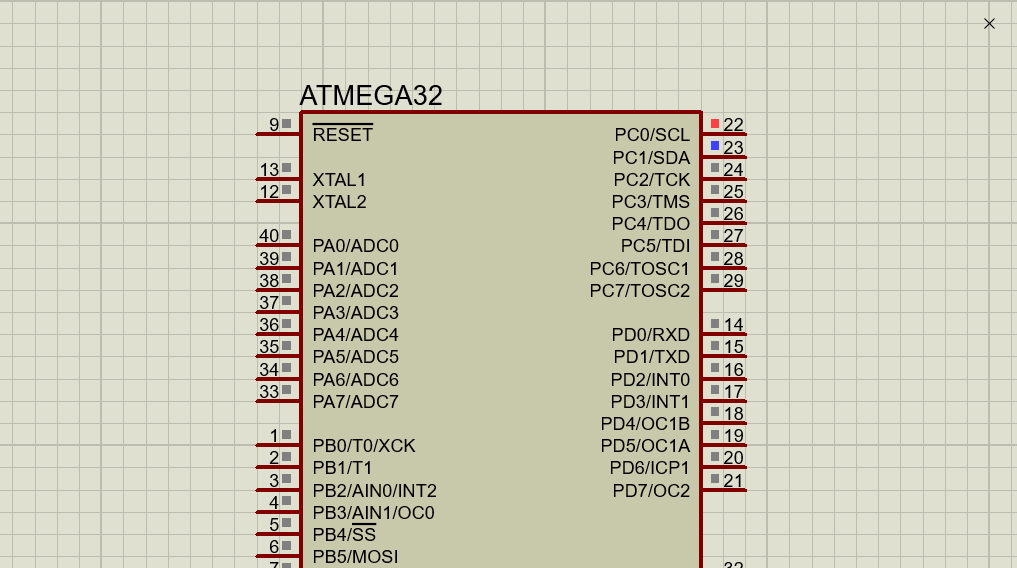 ATMEGA32
9 RESET PC0/SCL 22
PC1/SDA 23
13 XTAL1 PC2/TCK 24
12 XTAL2 PC3/TMS 25
PC4/TDO 26
40 PA0/ADC0 PC5/TDI 27
39 PA1/ADC1 PC6/TOSC1 28
38 PA2/ADC2 PC7/TOSC2 29
37 PA3/ADC3
36 PA4/ADC4 PD0/RXD 14
35 PA5/ADC5 PD1/TXD 15
34 PA6/ADC6 PD2/INT0 16
33 PA7/ADC7 PD3/INT1 17
PD4/OC1B 18
1 PB0/T0/XCK PD5/OC1A 19
2 PB1/T1 PD6/ICP1 20
3 PB2/AIN0/INT2 PD7/OC2 21
4 PB3/AIN1/OC0
5 PB4/SS
6 PB5/MOSI
7 32